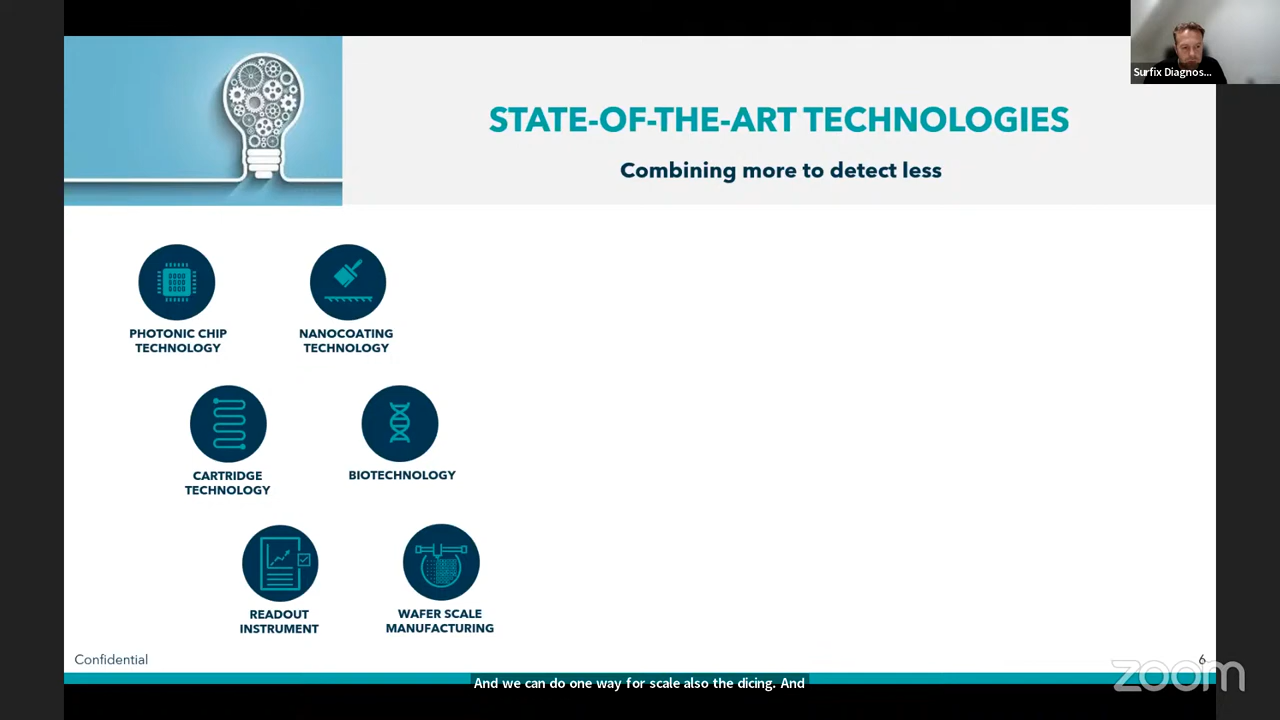 Surfix Diagnos...
STATE-OF-THE-ART TECHNOLOGIES
Combining more to detect less
PHOTONIC CHIP
TECHNOLOGY
NANOCOATING
TECHNOLOGY
CARTRIDGE
TECHNOLOGY
BIOTECHNOLOGY
READOUT
INSTRUMENT
WAFER SCALE
MANUFACTURING
Confidential
6
zoom
And we can do one way for scale also the dicing. And